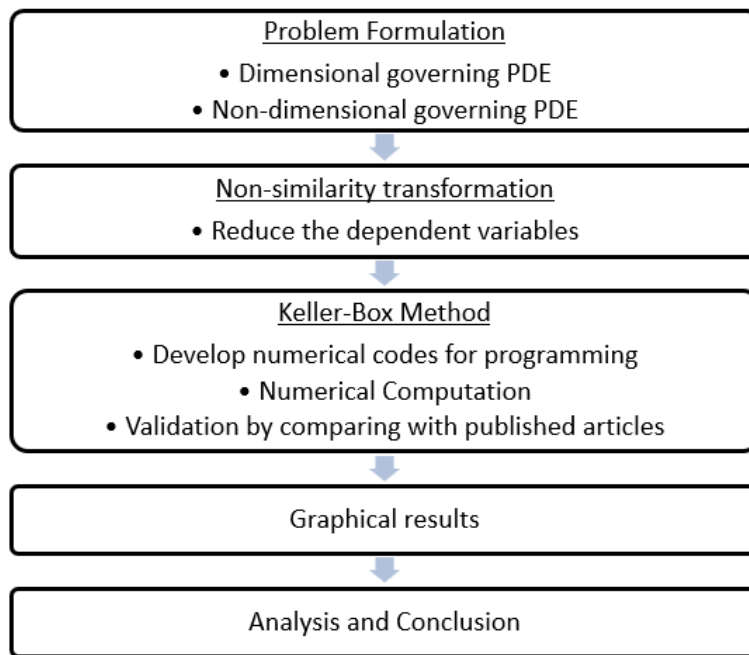 Problem Formulation
• Dimensional governing PDE
• Non-dimensional governing PDE
Non-similarity transformation
• Reduce the dependent variables
Keller-Box Method
• Develop numerical codes for programming
• Numerical Computation
• Validation by comparing with published articles
Graphical results
Analysis and Conclusion